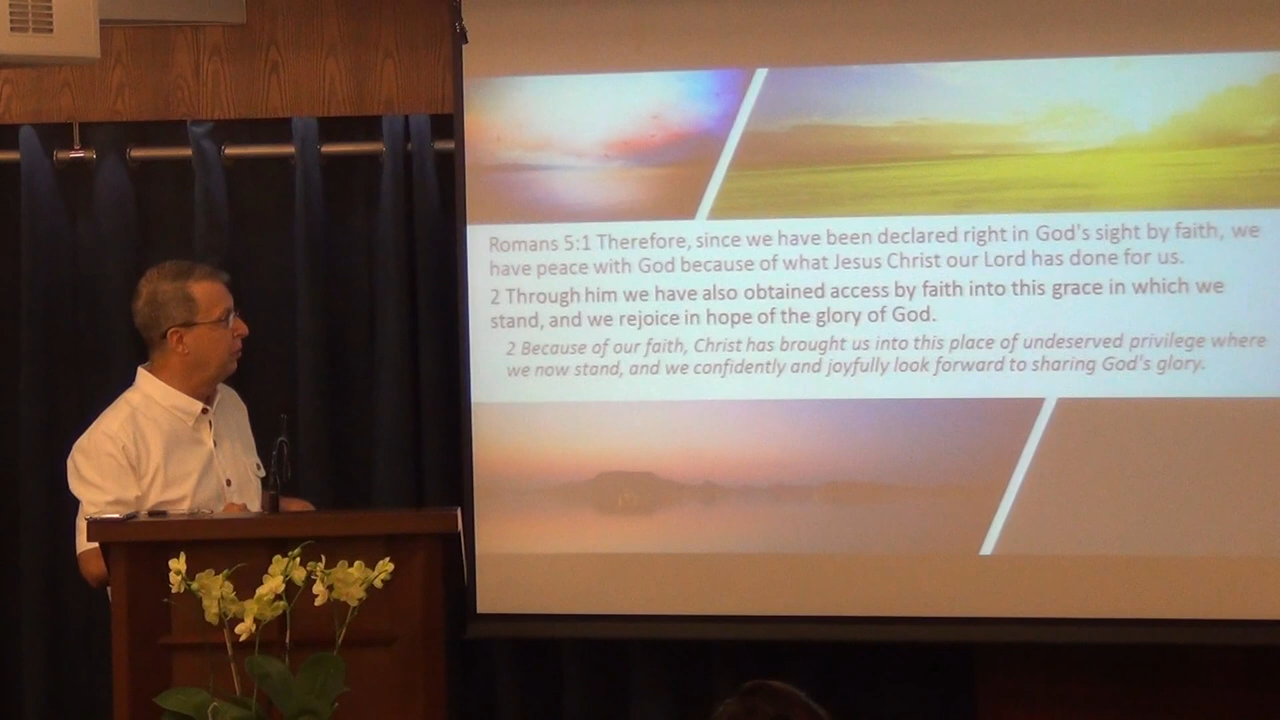 Romans 5:1 Therefore, since we have been declared right in God's sight by faith, we
have peace with God because of what Jesus Christ our Lord has done for us.
2 Through him we have also obtained access by faith into this grace in which we
stand, and we rejoice in hope of the glory of God.
2 Because of our faith, Christ has brought us into this place of undeserved privilege where
we now stand, and we confidently and joyfully look forward to sharing God's glory.